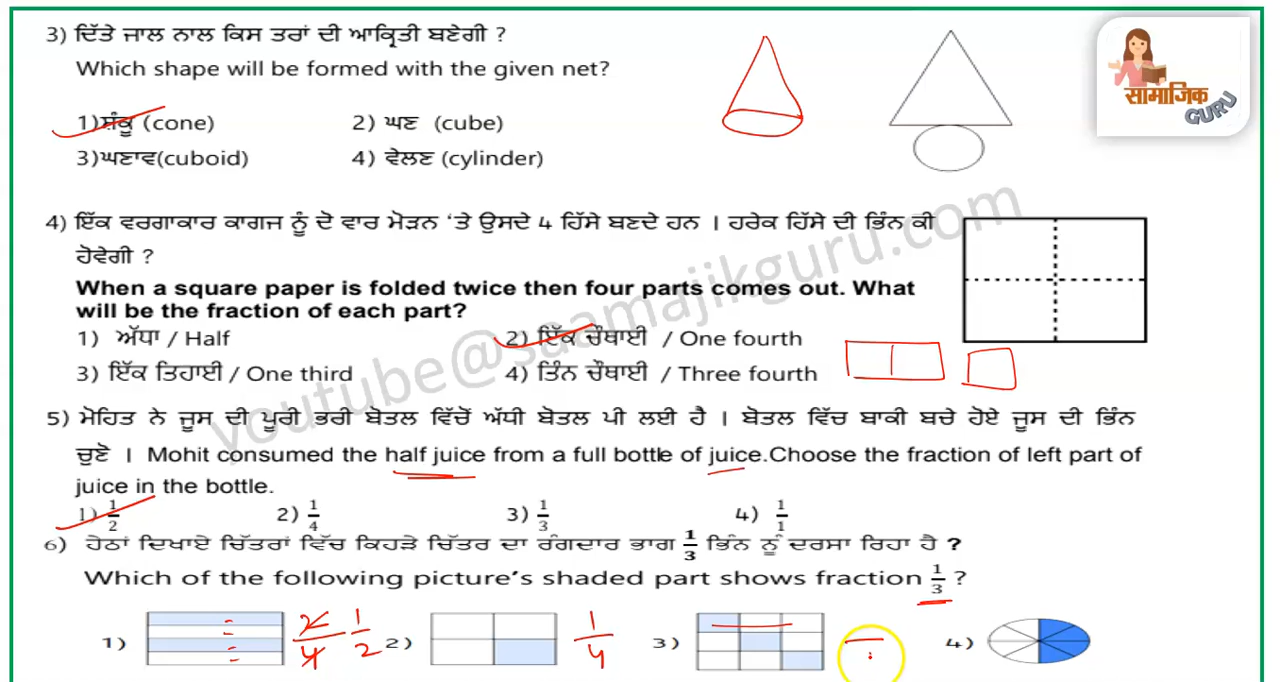 3) ਦਿੱਤੇ ਜਾਲ ਨਾਲ ਕਿਸ ਤਰਾਂ ਦੀ ਆਕ੍ਰਿਤੀ ਬਣੇਗੀ ?
Which shape will be formed with the given net?
1)ਸ਼ੰਕੂ (cone) 2) ਘਣ (cube)
3)ਘਣਾਵ(cuboid) 4) ਵੇਲਣ (cylinder)
सामाजिक
GURU
4) ਇੱਕ ਵਰਗਾਕਾਰ ਕਾਗਜ ਨੂੰ ਦੋ ਵਾਰ ਮੋੜਨ 'ਤੇ ਉਸਦੇ 4 ਹਿੱਸੇ ਬਣਦੇ ਹਨ । ਹਰੇਕ ਹਿੱਸੇ ਦੀ ਭਿੰਨ ਕੀ
ਹੋਵੇਗੀ ?
When a square paper is folded twice then four parts comes out. What
will be the fraction of each part?
1) ਅੱਧਾ / Half 2) ਇੱਕ ਚੌਥਾਈ / One fourth
3) ਇੱਕ ਤਿਹਾਈ / One third 4) ਤਿੰਨ ਚੌਥਾਈ / Three fourth
5) ਮੋਹਿਤ ਨੇ ਜੂਸ ਦੀ ਪੂਰੀ ਭਰੀ ਬੋਤਲ ਵਿੱਚੋਂ ਅੱਧੀ ਬੋਤਲ ਪੀ ਲਈ ਹੈ । ਬੋਤਲ ਵਿੱਚ ਬਾਕੀ ਬਚੇ ਹੋਏ ਜੂਸ ਦੀ ਭਿੰਨ
ਚੁਣੋ । Mohit consumed the half juice from a full bottle of juice.Choose the fraction of left part of
juice in the bottle.
1) 1/2 2) 1/4 3) 1/3 4) 1/1
6) ਹੇਠਾਂ ਦਿਖਾਏ ਚਿੱਤਰਾਂ ਵਿੱਚ ਕਿਹੜੇ ਚਿੱਤਰ ਦਾ ਰੰਗਦਾਰ ਭਾਗ 1/3 ਭਿੰਨ ਨੂੰ ਦਰਸਾ ਰਿਹਾ ਹੈ ?
Which of the following picture's shaded part shows fraction 1/3 ?
1) 2/4 1/2 2) 1/4 3) 4)
youtube@saamajikguru.com